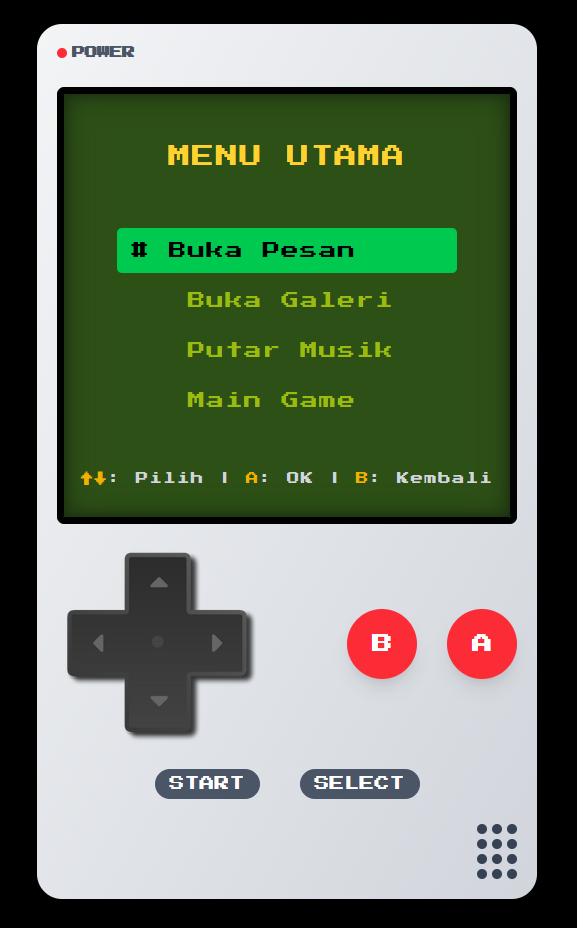 POWER
MENU UTAMA
# Buka Pesan
Buka Galeri
Putar Musik
Main Game
↑↓: Pilih | A: OK | B: Kembali
B A
START SELECT